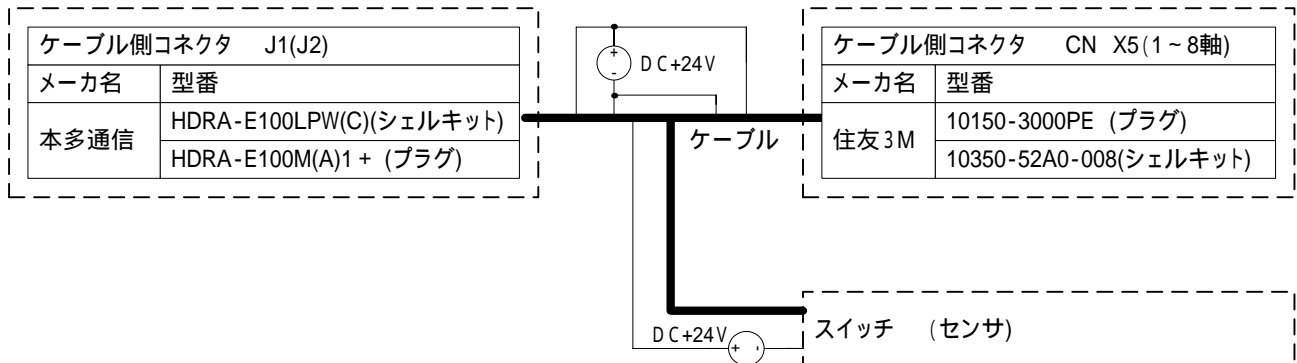 ケーブル側コネクタ J1(J2)
メーカ名 型番
本多通信
HDRA-E100LPW(C)(シェルキット)
HDRA-E100M(A)1+ (プラグ)
+
-
DC+24V
ケーブル
ケーブル側コネクタ CN X5(1~8軸)
メーカ名 型番
住友3M
10150-3000PE (プラグ)
10350-52A0-008(シェルキット)
DC+24V
+ -
スイッチ (センサ)